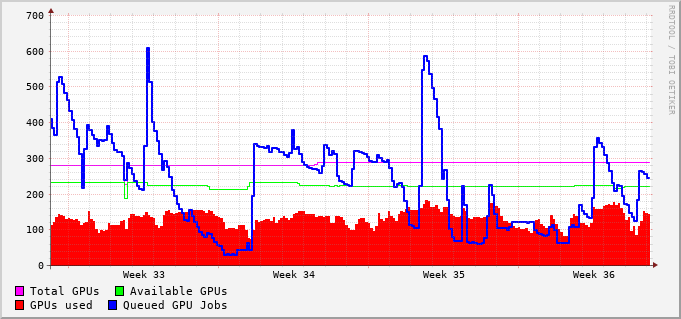 700
600
500
400
300
200
100
0
Week 33 Week 34 Week 35 Week 36
Total GPUs Available GPUs
GPUs used Queued GPU Jobs
RRDTOOL / TOBI OETIKER